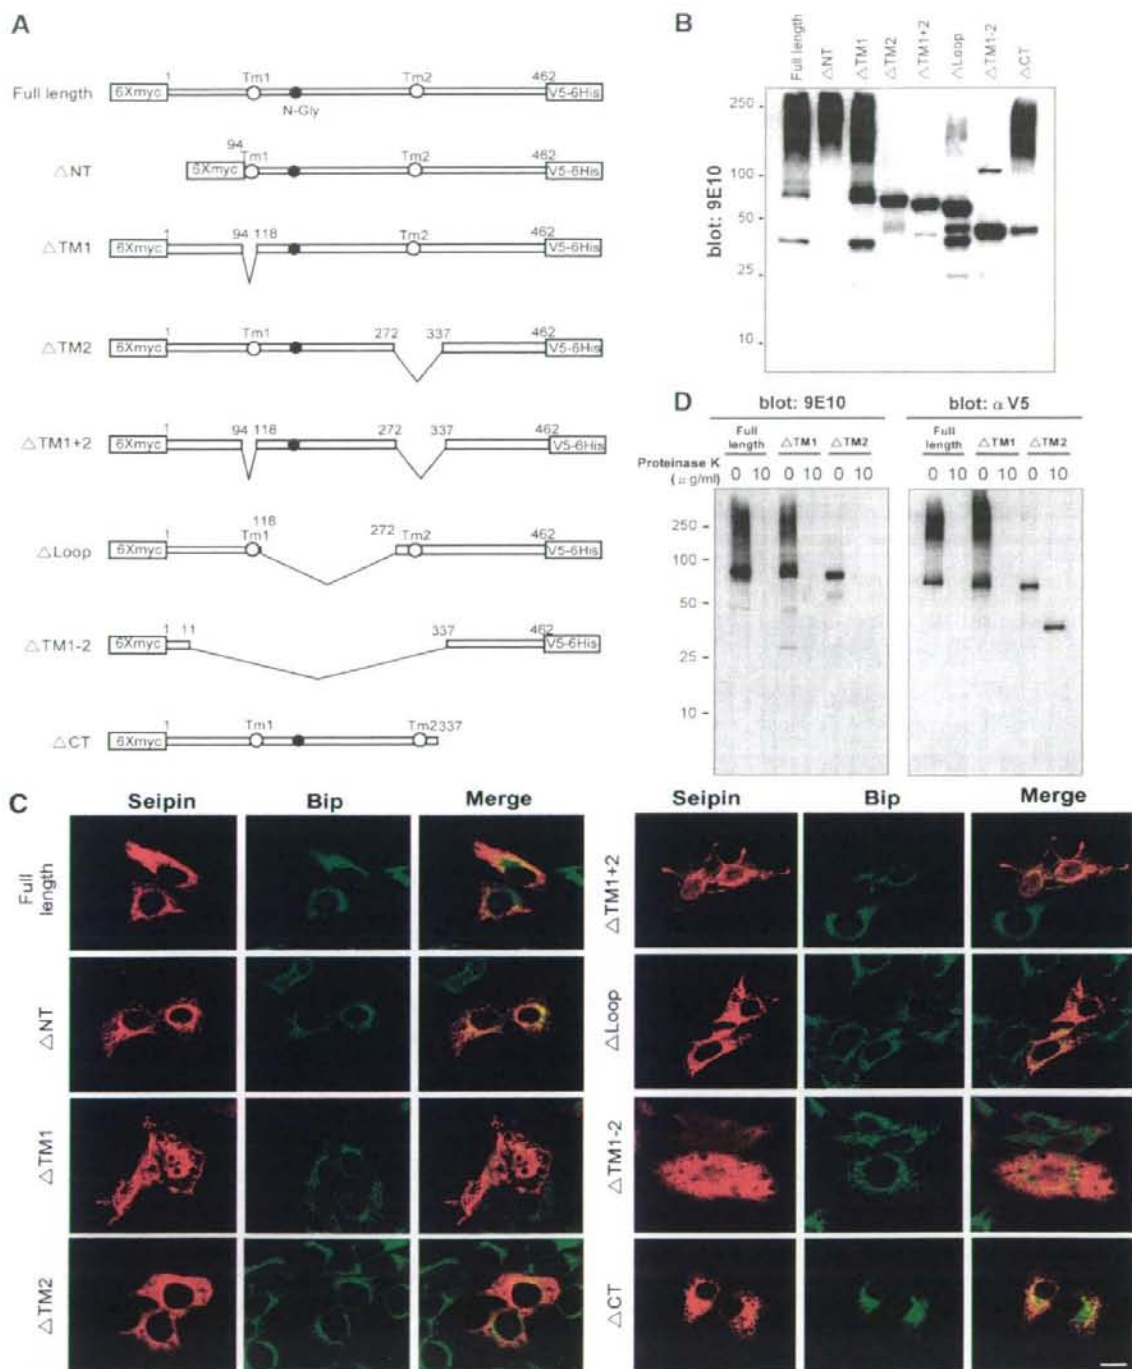 A
Full length 6Xmyc 1 Tm1 N-Gly Tm2 462 V5-6His
△NT 94 6Xmyc Tm1 Tm2 462 V5-6His
△TM1 6Xmyc 1 94 118 Tm2 462 V5-6His
△TM2 6Xmyc 1 Tm1 272 337 462 V5-6His
△TM1+2 6Xmyc 1 94 118 272 337 462 V5-6His
△Loop 6Xmyc 1 118 Tm1 272 Tm2 462 V5-6His
△TM1-2 6Xmyc 1 11 337 462 V5-6His
△CT 6Xmyc 1 Tm1 Tm2 337
B
Full length △NT △TM1 △TM2 △TM1+2 △Loop △TM1-2 △CT
250
100
50
25
10
blot: 9E10
D
blot: 9E10 blot: αV5
Full length △TM1 △TM2 Full length △TM1 △TM2
Proteinase K 0 10 0 10 0 10 0 10 0 10 0 10
(μg/ml)
250
100
50
25
10
C
Seipin Bip Merge Seipin Bip Merge
Full length △TM1+2
△NT △Loop
△TM1 △TM1-2
△TM2 △CT